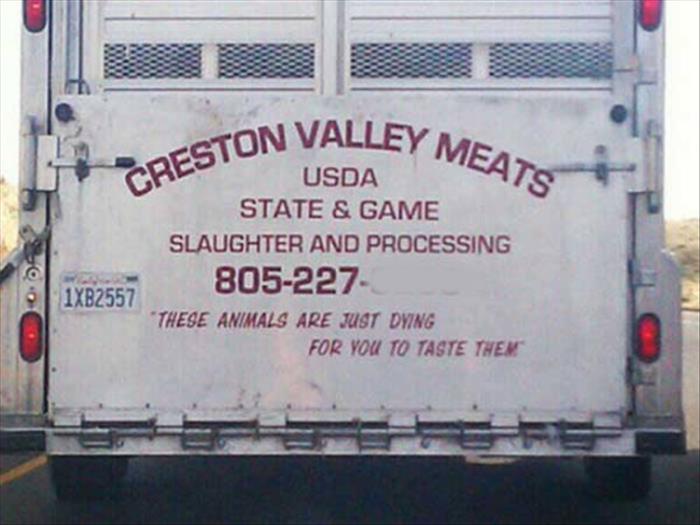 CRESTON VALLEY MEATS
USDA
STATE & GAME
SLAUGHTER AND PROCESSING
805-227-
California
1XB2557
"THESE ANIMALS ARE JUST DYING
FOR YOU TO TASTE THEM"